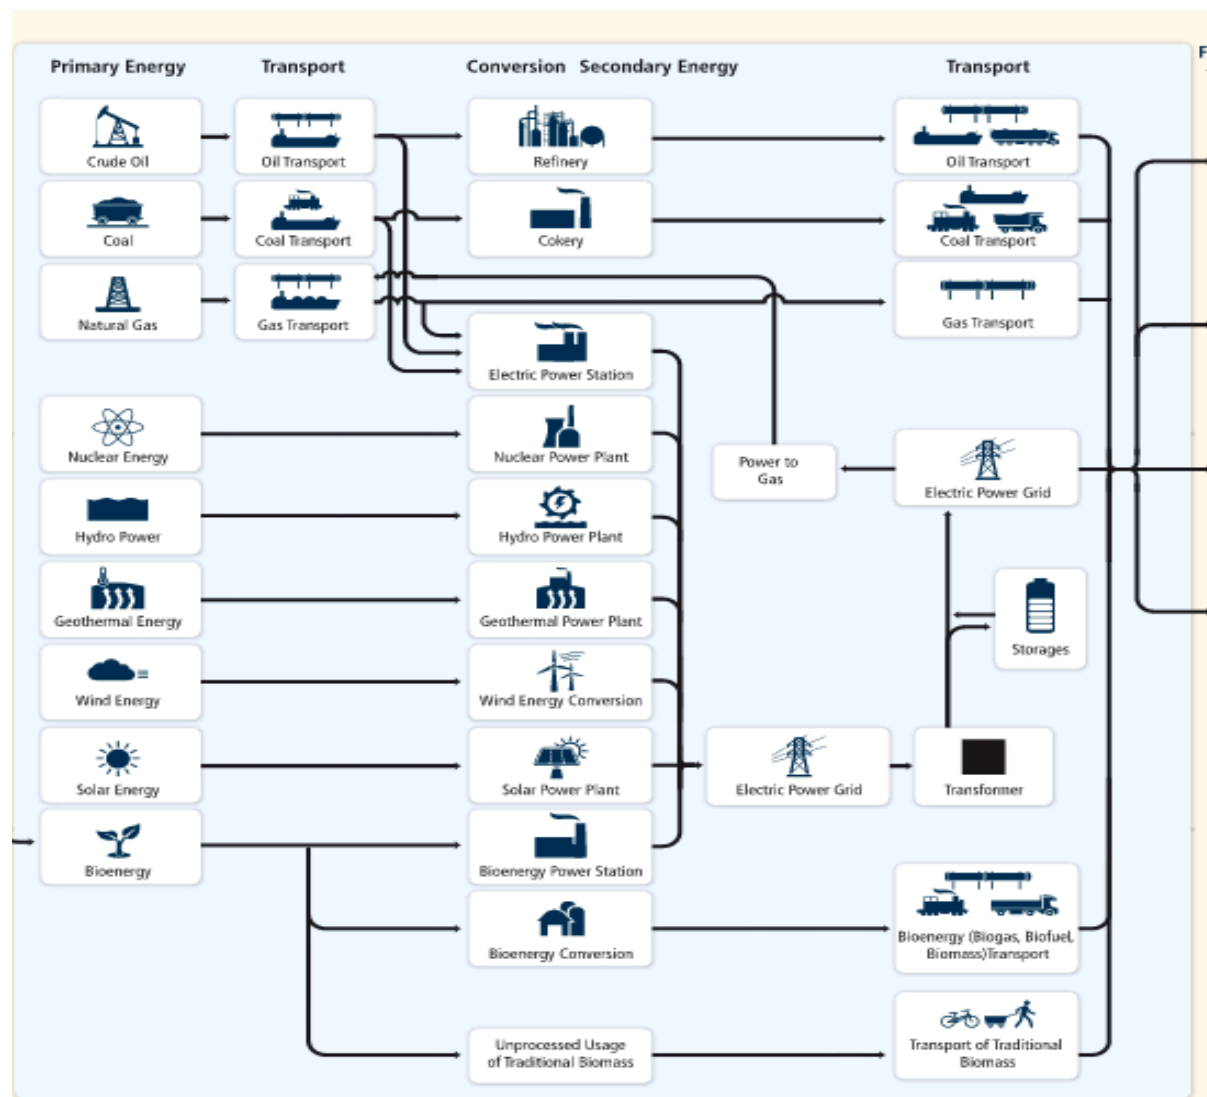 Primary Energy
Transport
Conversion Secondary Energy
Transport
F
Crude Oil
Oil Transport
Refinery
Oil Transport
Coal
Coal Transport
Cokery
Coal Transport
Natural Gas
Gas Transport
Gas Transport
Electric Power Station
Nuclear Energy
Nuclear Power Plant
Power to
Gas
Electric Power Grid
Hydro Power
Hydro Power Plant
Geothermal Energy
Geothermal Power Plant
Storages
Wind Energy
Wind Energy Conversion
Solar Energy
Solar Power Plant
Electric Power Grid
Transformer
Bioenergy
Bioenergy Power Station
Bioenergy Conversion
Bioenergy (Biogas, Biofuel,
Biomass)Transport
Unprocessed Usage
of Traditional Biomass
Transport of Traditional
Biomass